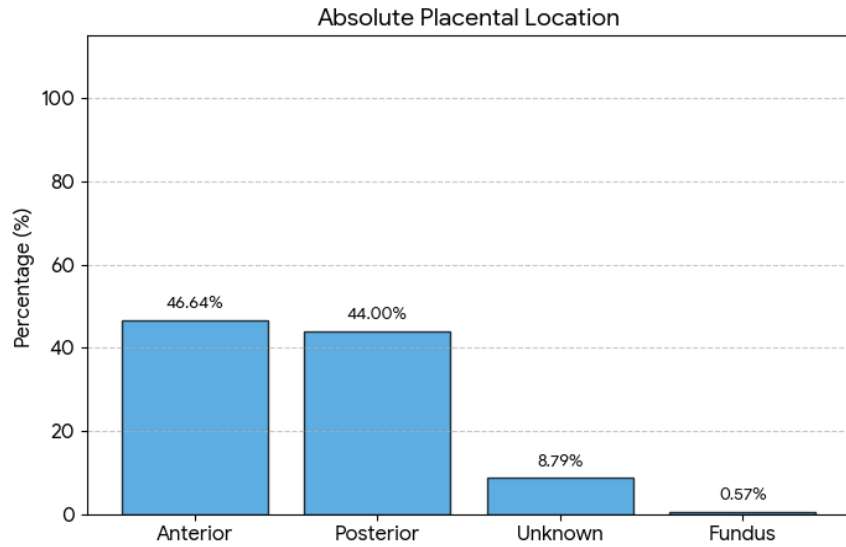 Absolute Placental Location
Percentage (%)
100
80
60
40
20
0
46.64%
44.00%
8.79%
0.57%
Anterior
Posterior
Unknown
Fundus